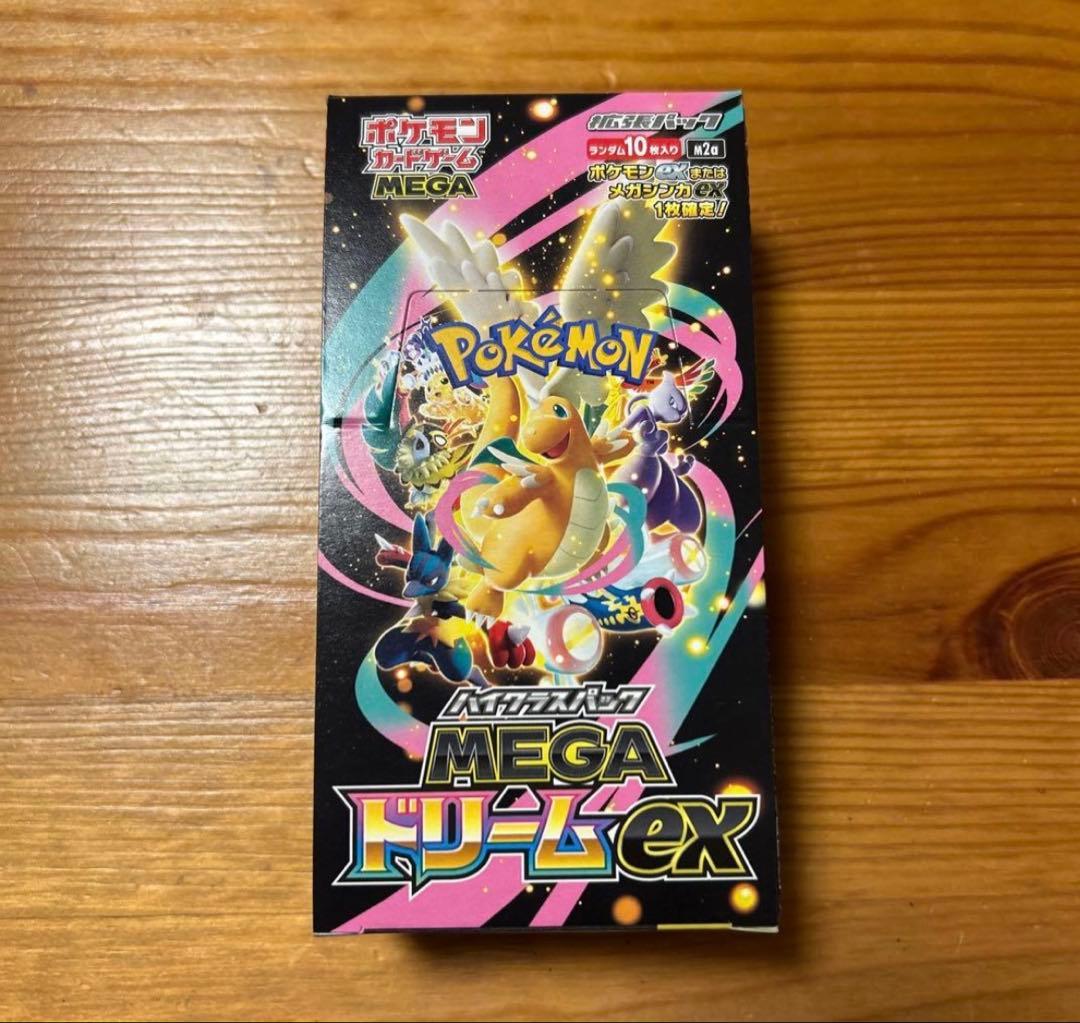 ポケモン
カードゲーム
MEGA
拡張パック
ランダム10枚入り M2a
ポケモンexまたは
メガシンカex
1枚確定!
POKéMON
TM
ハイクラスパック
MEGA
ドリームex